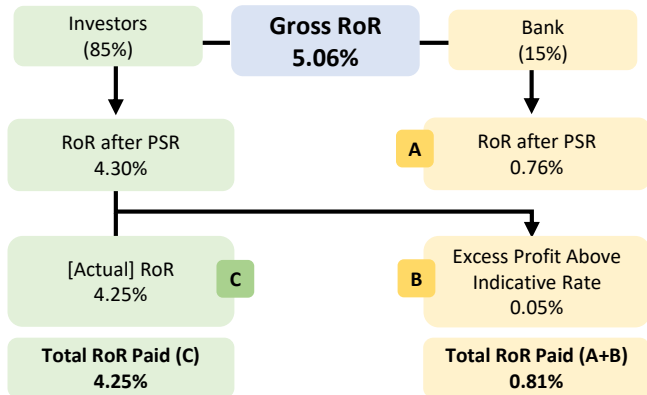 Investors
(85%)
Gross RoR
5.06%
Bank
(15%)
RoR after PSR
4.30%
A
RoR after PSR
0.76%
[Actual] RoR
4.25%
C
B
Excess Profit Above
Indicative Rate
0.05%
Total RoR Paid (C)
4.25%
Total RoR Paid (A+B)
0.81%